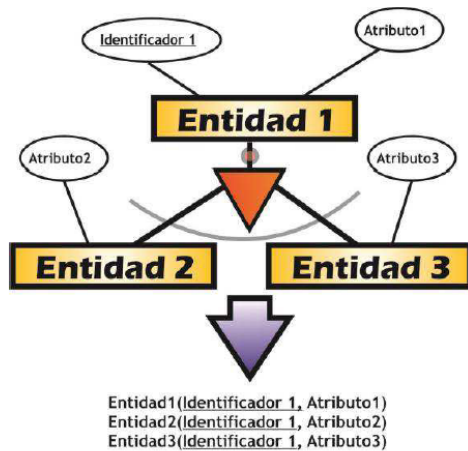 Identificador 1
Atributo1
Entidad 1
Atributo2
Atributo3
Entidad 2
Entidad 3
Entidad1(Identificador 1, Atributo1)
Entidad2(Identificador 1, Atributo2)
Entidad3(Identificador 1, Atributo3)